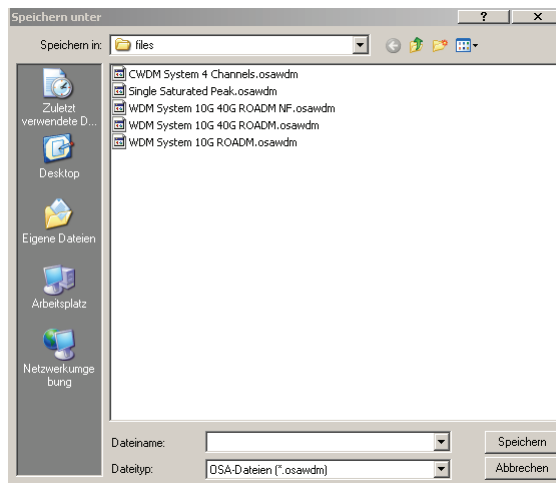 Speichern unter
Speichern in:
files
Zuletzt
verwendete D...
Desktop
Eigene Dateien
Arbeitsplatz
Netzwerkumge
bung
CWDM System 4 Channels.osawdm
Single Saturated Peak.osawdm
WDM System 10G 40G ROADM NF.osawdm
WDM System 10G 40G ROADM.osawdm
WDM System 10G ROADM.osawdm
Dateiname:
Speichern
Dateityp:
OSA-Dateien (*.osawdm)
Abbrechen